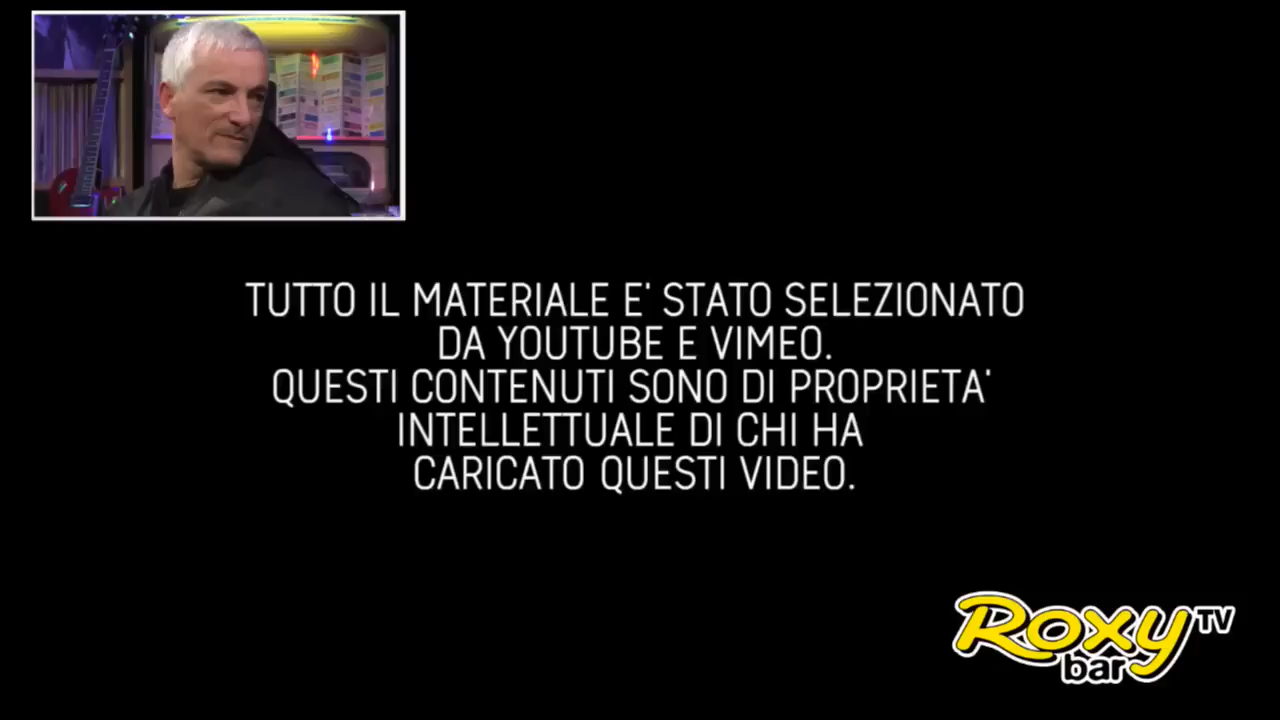 TUTTO IL MATERIALE E' STATO SELEZIONATO
DA YOUTUBE E VIMEO.
QUESTI CONTENUTI SONO DI PROPRIETA'
INTELLETTUALE DI CHI HA
CARICATO QUESTI VIDEO.
Roxy TV
bar